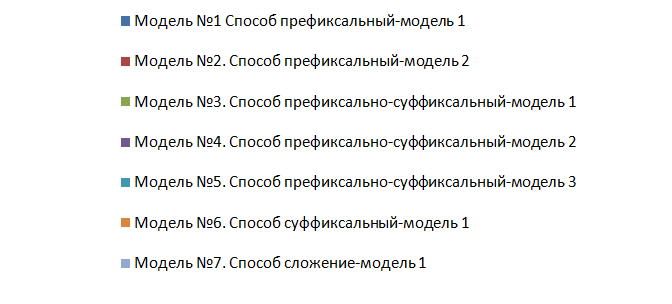 Модель №1 Способ префиксальный-модель 1
Модель №2. Способ префиксальный-модель 2
Модель №3. Способ префиксально-суффиксальный-модель 1
Модель №4. Способ префиксально-суффиксальный-модель 2
Модель №5. Способ префиксально-суффиксальный-модель 3
Модель №6. Способ суффиксальный-модель 1
Модель №7. Способ сложение-модель 1